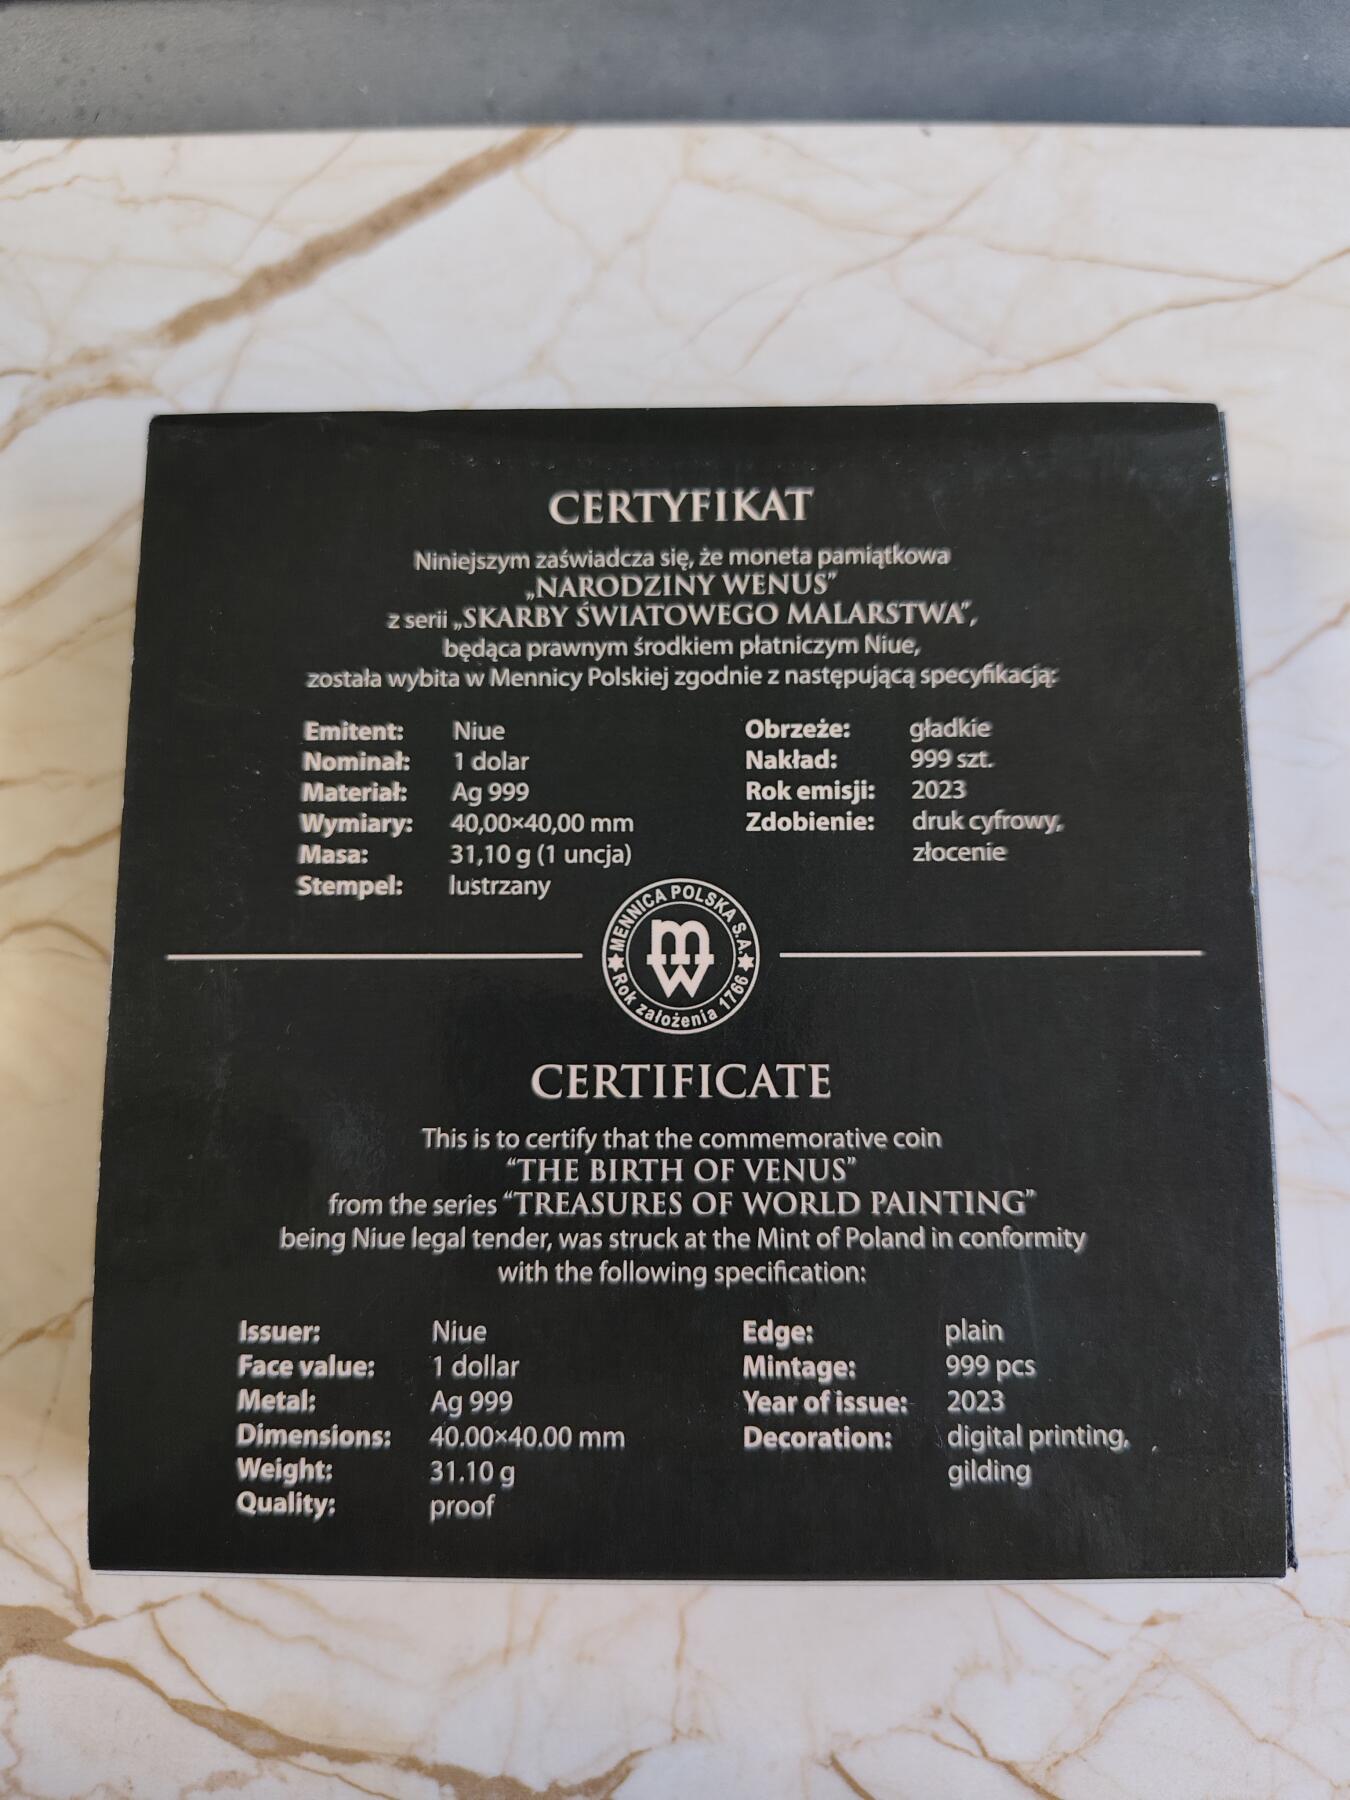 CERTYFIKAT
Niniejszym zaświadcza się, że moneta pamiątkowa
„NARODZINY WENUS”
z serii „SKARBY ŚWIATOWEGO MALARSTWA”,
będąca prawnym środkiem płatniczym Niue,
została wybita w Mennicy Polskiej zgodnie z następującą specyfikacją:
Emitent: Niue
Nominał: 1 dolar
Materiał: Ag 999
Wymiary: 40,00×40,00 mm
Masa: 31,10 g (1 uncja)
Stempel: lustrzany
Obrzeże: gładkie
Nakład: 999 szt.
Rok emisji: 2023
Zdobienie: druk cyfrowy,
złocenie
MENNICA POLSKA S.A.
mw
Rok założenia 1766
CERTIFICATE
This is to certify that the commemorative coin
“THE BIRTH OF VENUS”
from the series “TREASURES OF WORLD PAINTING”
being Niue legal tender, was struck at the Mint of Poland in conformity
with the following specification:
Issuer: Niue
Face value: 1 dollar
Metal: Ag 999
Dimensions: 40.00×40.00 mm
Weight: 31.10 g
Quality: proof
Edge: plain
Mintage: 999 pcs
Year of issue: 2023
Decoration: digital printing,
gilding